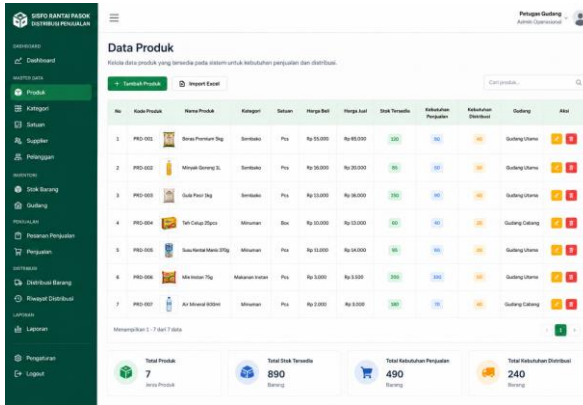 SISFO RANTAI PASOK
DISTRIBUSI PENJUALAN
Petugas Gudang
Admin Operasional
DASHBOARD
Dashboard
MASTER DATA
Produk
Kategori
Satuan
Supplier
Pelanggan
INVENTORI
Stok Barang
Gudang
PENJUALAN
Pesanan Penjualan
Penjualan
DISTRIBUSI
Distribusi Barang
Riwayat Distribusi
LAPORAN
Laporan
Pengaturan
Logout
Data Produk
Kelola data produk yang tersedia pada sistem untuk kebutuhan penjualan dan distribusi.
+ Tambah Produk Import Excel Cari produk...
No Kode Produk Nama Produk Kategori Satuan Harga Beli Harga Jual Stok Tersedia Kebutuhan Penjualan Kebutuhan Distribusi Gudang Aksi
1 PRD-001 Beras Premium 5kg Sembako Pcs Rp 55.000 Rp 65.000 120 Gudang Utama
2 PRD-002 Minyak Goreng 1L Sembako Pcs Rp 16.000 Rp 20.000 Gudang Utama
3 PRD-003 Gula Pasir 1kg Sembako Pcs Rp 13.000 Rp 16.000 Gudang Utama
4 PRD-004 Teh Celup 25pcs Minuman Box Rp 10.000 Rp 13.000 Gudang Cabang
5 PRD-005 Susu Kental Manis 370g Minuman Pcs Rp 11.000 Rp 14.000 Gudang Utama
6 PRD-006 Mie Instan 75g Makanan Instan Pcs Rp 3.000 Gudang Utama
7 PRD-007 Air Mineral 600ml Minuman Pcs Rp 2.000 Rp 3.000 Gudang Cabang
Menampilkan 1 - 7 dari 7 data
1
Total Produk
7
Jenis Produk
Total Stok Tersedia
890
Barang
Total Kebutuhan Penjualan
490
Barang
Total Kebutuhan Distribusi
240
Barang